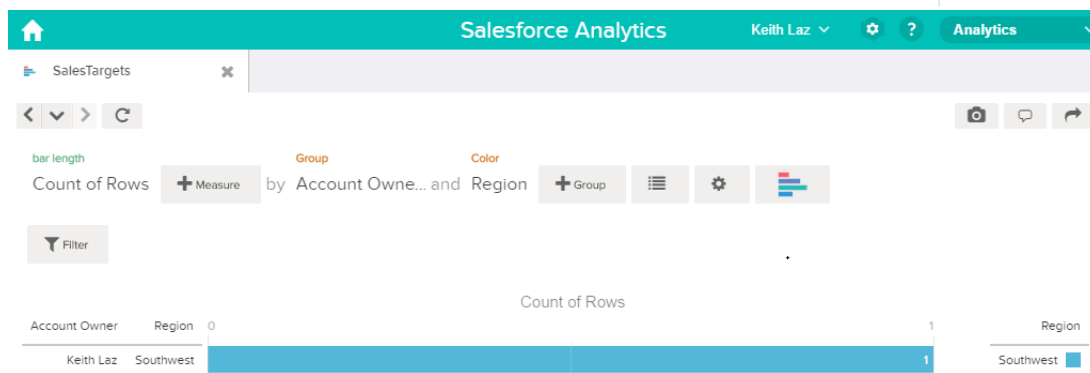 Salesforce Analytics Keith Laz ? Analytics
SalesTargets
bar length Group Color
Count of Rows Measure by Account Owne... and Region Group
Filter
Count of Rows
Account Owner Region 0 1 Region
Keith Laz Southwest 1 Southwest